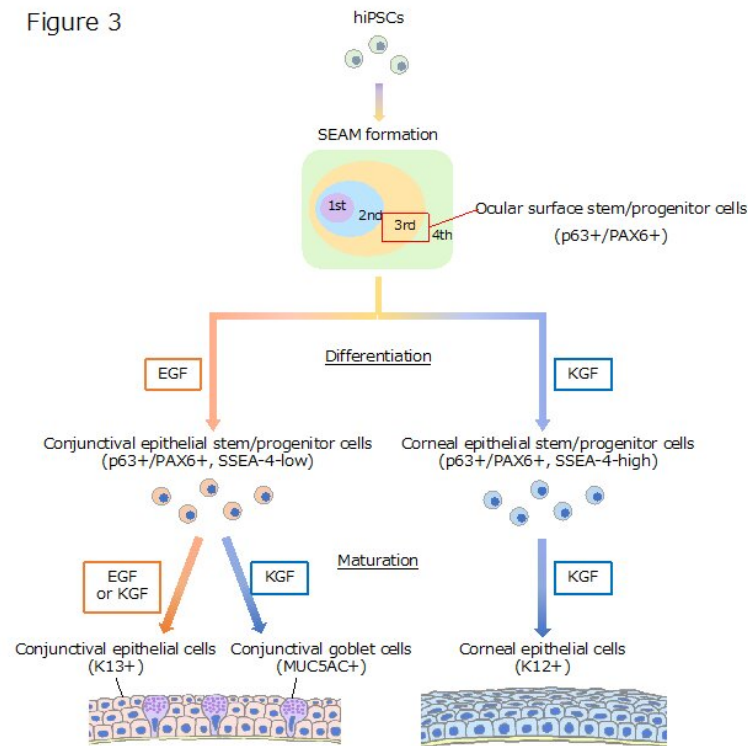 Figure 3
hiPSCs
SEAM formation
1st
2nd
3rd
4th
Ocular surface stem/progenitor cells
(p63+/PAX6+)
Differentiation
EGF
KGF
Conjunctival epithelial stem/progenitor cells
(p63+/PAX6+, SSEA-4-low)
Corneal epithelial stem/progenitor cells
(p63+/PAX6+, SSEA-4-high)
Maturation
EGF
or KGF
KGF
KGF
Conjunctival epithelial cells
(K13+)
Conjunctival goblet cells
(MUC5AC+)
Corneal epithelial cells
(K12+)